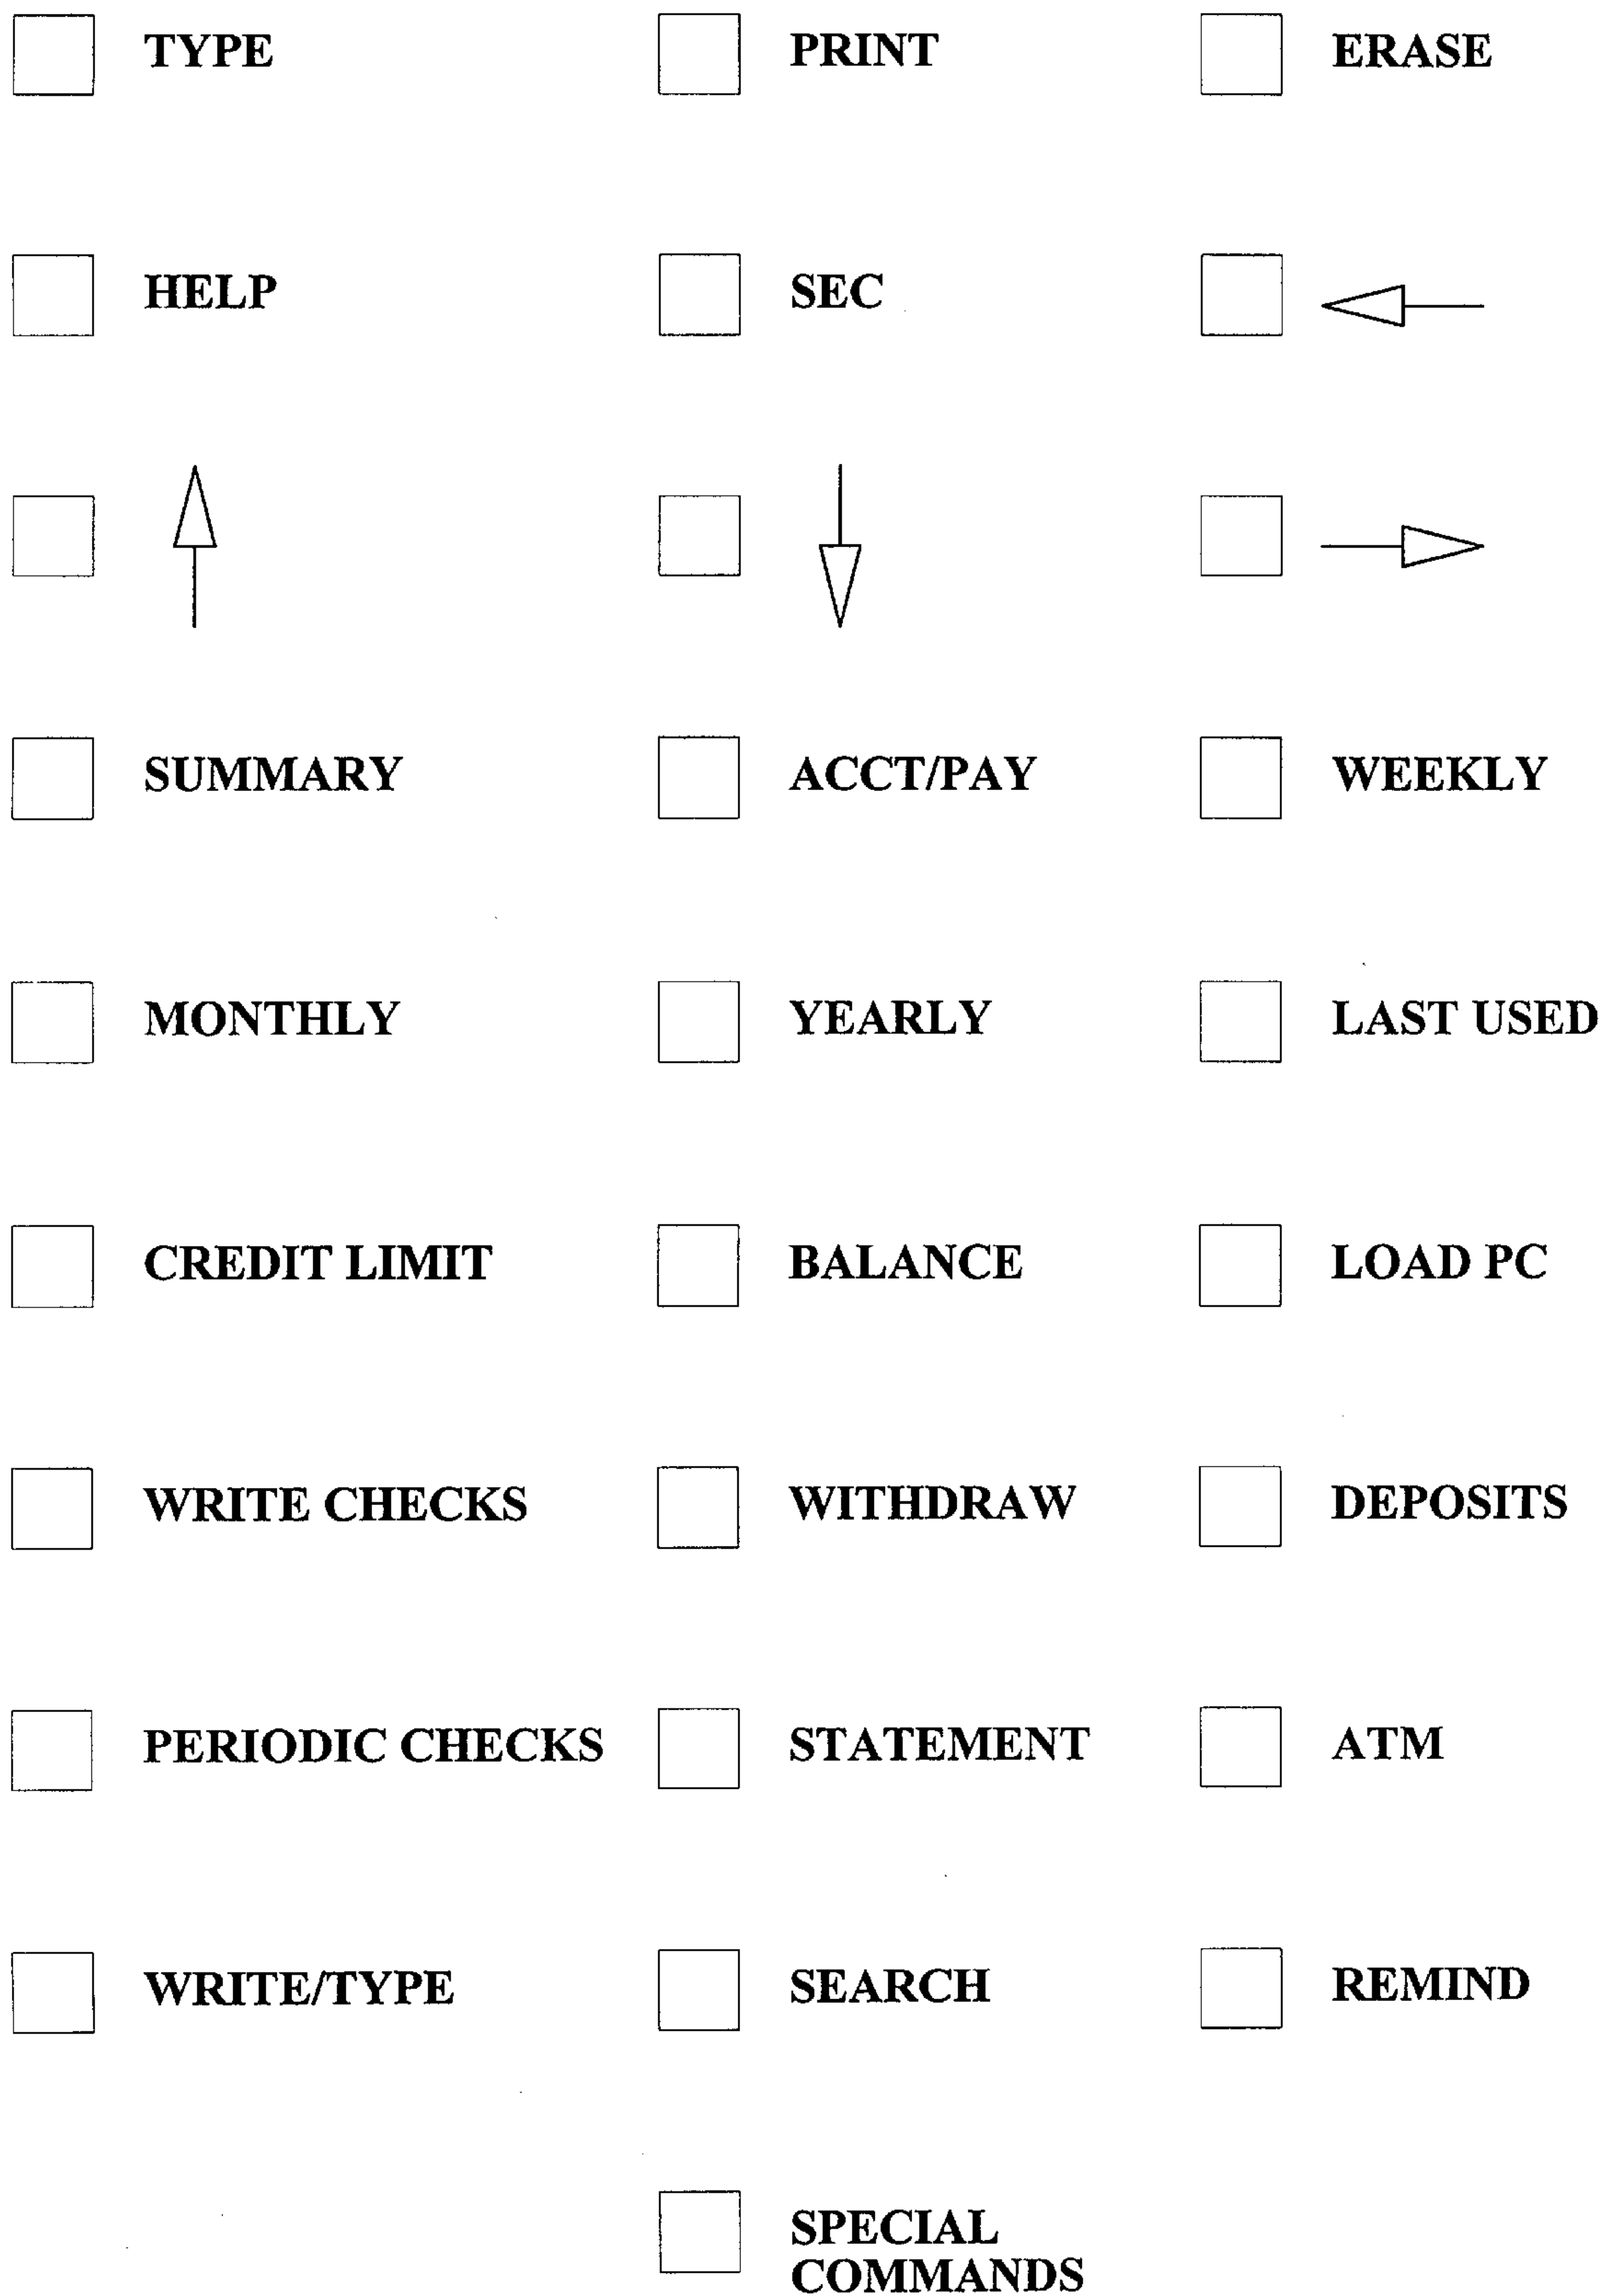 TYPE
PRINT
ERASE
HELP
SEC
SUMMARY
ACCT/PAY
WEEKLY
MONTHLY
YEARLY
LAST USED
CREDIT LIMIT
BALANCE
LOAD PC
WRITE CHECKS
WITHDRAW
DEPOSITS
PERIODIC CHECKS
STATEMENT
ATM
WRITE/TYPE
SEARCH
REMIND
SPECIAL
COMMANDS